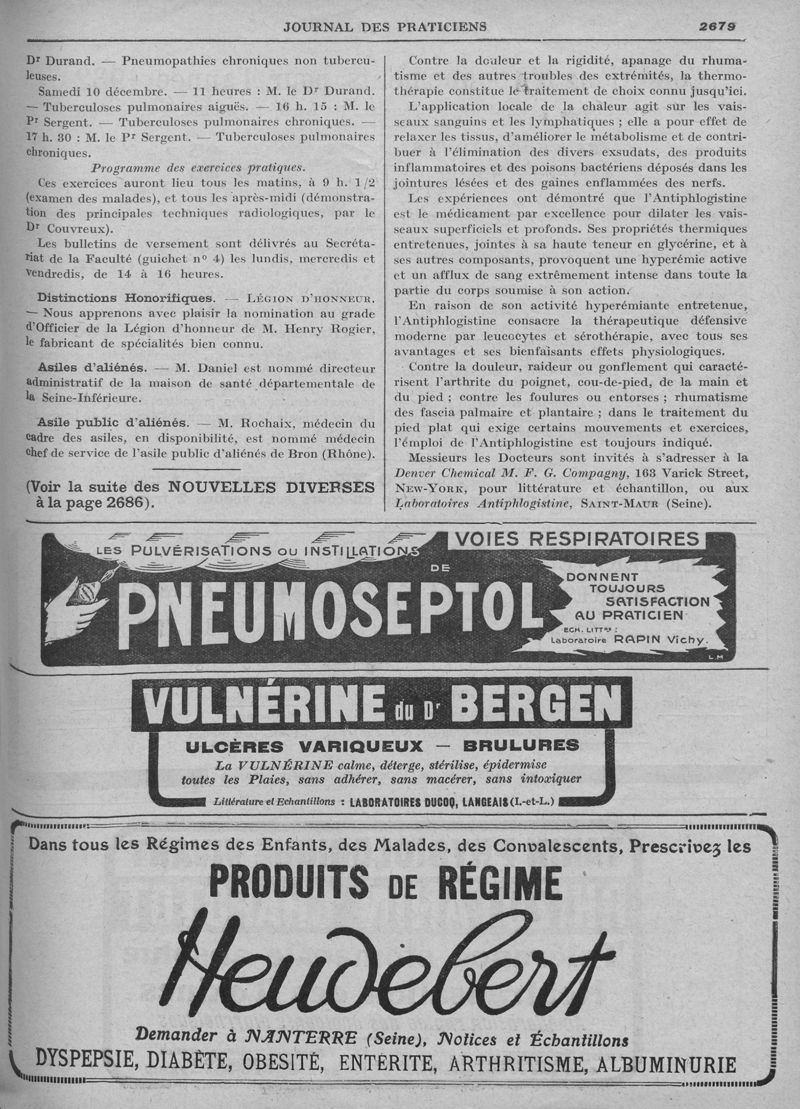 JOURNAL DES PRATICIENS
2679
Dr Durand. — Pneumopathies chroniques non tubercu-
leuses.
Samedi 10 décembre. — 11 heures : M. le Dr Durand.
— Tuberculoses pulmonaires aiguës. — 16 h. 15 : M. le
Pr Sergent. — Tuberculoses pulmonaires chroniques. —
17 h. 30 : M. le Pr Sergent. — Tuberculoses pulmonaires
chroniques.
Programme des exercices pratiques.
Ces exercices auront lieu tous les matins, à 9 h. 1/2
(examen des malades), et tous les après-midi (démonstra-
tion des principales techniques radiologiques, par le
Dr Couvreux).
Les bulletins de versement sont délivrés au Secréta-
riat de la Faculté (guichet no 4) les lundis, mercredis et
vendredis, de 14 à 16 heures.
Distinctions Honorifiques. — LÉGION D'HONNEUR.
— Nous apprenons avec plaisir la nomination au grade
d'Officier de la Légion d'honneur de M. Henry Rogier,
le fabricant de spécialités bien connu.
Asiles d'aliénés. — M. Daniel est nommé directeur
administratif de la maison de santé départementale de
la Seine-Inférieure.
Asile public d'aliénés. — M. Rochaix, médecin du
cadre des asiles, en disponibilité, est nommé médecin
chef de service de l'asile public d'aliénés de Bron (Rhône).
(Voir la suite des NOUVELLES DIVERSES
à la page 2686).
Contre la douleur et la rigidité, apanage du rhuma-
tisme et des autres troubles des extrémités, la thermo-
thérapie constitue le traitement de choix connu jusqu'ici.
L'application locale de la chaleur agit sur les vais-
seaux sanguins et les lymphatiques ; elle a pour effet de
relaxer les tissus, d'améliorer le métabolisme et de contri-
buer à l'élimination des divers exsudats, des produits
inflammatoires et des poisons bactériens déposés dans les
jointures lésées et des gaines enflammées des nerfs.
Les expériences ont démontré que l'Antiphlogistine
est le médicament par excellence pour dilater les vais-
seaux superficiels et profonds. Ses propriétés thermiques
entretenues, jointes à sa haute teneur en glycérine, et à
ses autres composants, provoquent une hyperémie active
et un afflux de sang extrêmement intense dans toute la
partie du corps soumise à son action.
En raison de son activité hyperémiante entretenue,
l'Antiphlogistine consacre la thérapeutique défensive
moderne par leucocytes et sérothérapie, avec tous ses
avantages et ses bienfaisants effets physiologiques.
Contre la douleur, raideur ou gonflement qui caracté-
risent l'arthrite du poignet, cou-de-pied, de la main et
du pied ; contre les foulures ou entorses ; rhumatisme
des fascia palmaire et plantaire ; dans le traitement du
pied plat qui exige certains mouvements et exercices,
l'émploi de l'Antiphlogistine est toujours indiqué.
Messieurs les Docteurs sont invités à s'adresser à la
Denver Chemical M. F. G. Compagny, 163 Varick Street,
NEW-YORK, pour littérature et échantillon, ou aux
Laboratoires Antiphlogistine, SAINT-MAUR (Seine).
VOIES RESPIRATOIRES
LES PULVÉRISATIONS OU INSTILLATIONS
DE
PNEUMOSEPTOL
DONNENT
TOUJOURS
SATISFACTION
AU PRATICIEN
ECH. LITTre :
Laboratoire RAPIN Vichy.
L.M
VULNÉRINE du Dr BERGEN
ULCÈRES VARIQUEUX — BRULURES
La VULNÉRINE calme, déterge, stérilise, épidermise
toutes les Plaies, sans adhérer, sans macérer, sans intoxiquer
Littérature et Echantillons : LABORATOIRES DUCOQ, LANGEAIS (I.-et-L.)
Dans tous les Régimes des Enfants, des Malades, des Convalescents, Prescrivez les
PRODUITS DE RÉGIME
Heudebert
Demander à NANTERRE (Seine), Notices et Échantillons
DYSPEPSIE, DIABÈTE, OBESITÉ, ENTÉRITE, ARTHRITISME, ALBUMINURIE